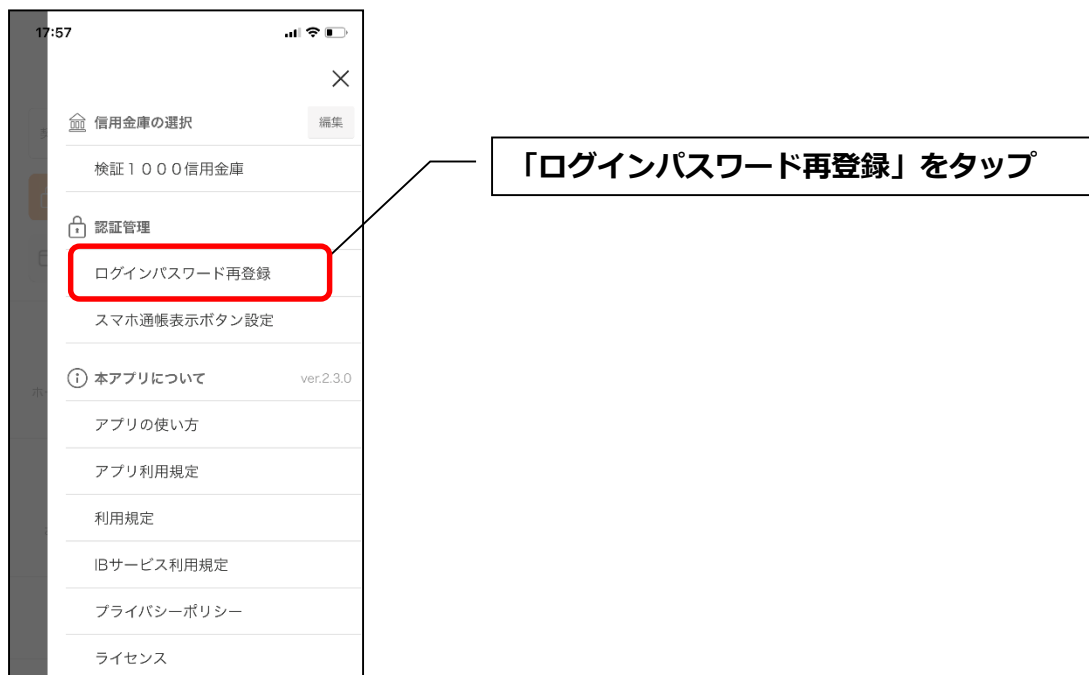 17:57
信用金庫の選択
編集
検証１０００信用金庫
「ログインパスワード再登録」をタップ
認証管理
ログインパスワード再登録
スマホ通帳表示ボタン設定
本アプリについて
ver.2.3.0
アプリの使い方
アプリ利用規定
利用規定
IBサービス利用規定
プライバシーポリシー
ライセンス